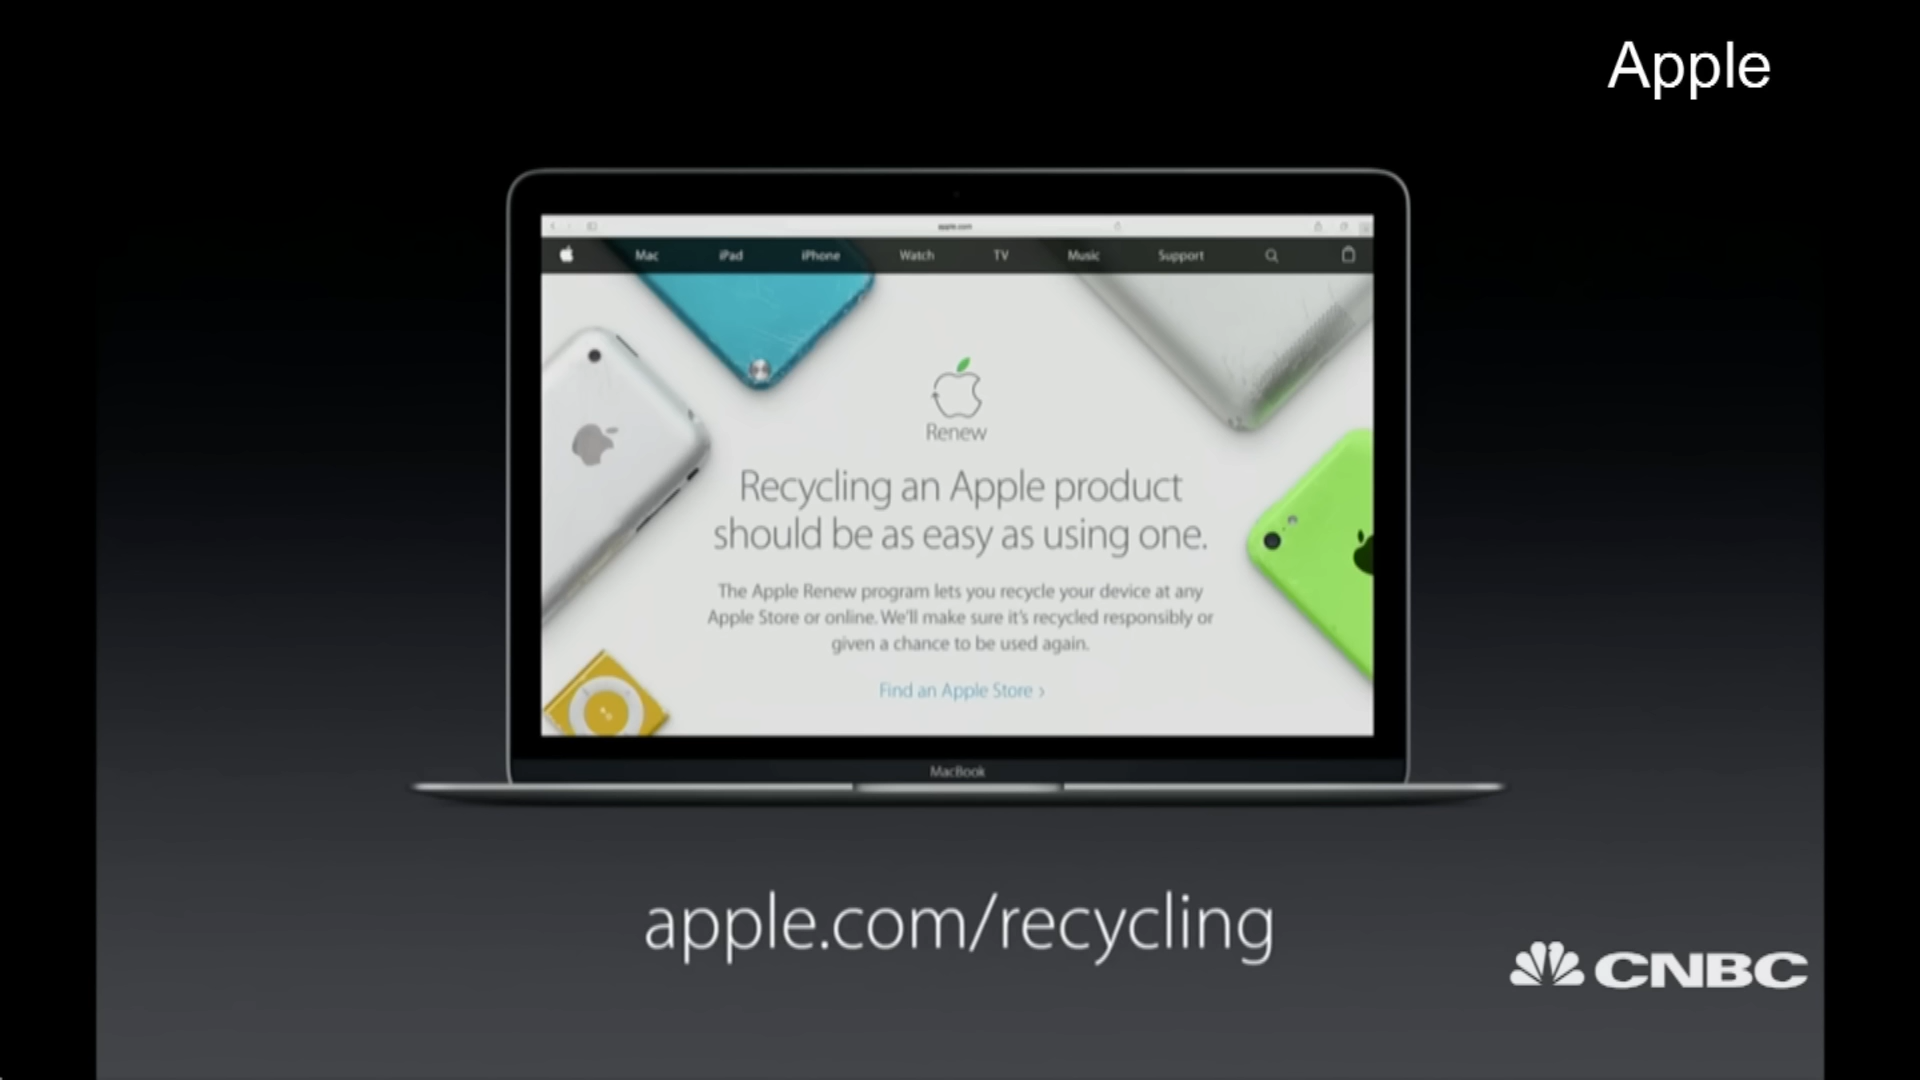 Apple
apple.com
Mac iPad iPhone Watch TV Music Support
Renew
Recycling an Apple product
should be as easy as using one.
The Apple Renew program lets you recycle your device at any
Apple Store or online. We'll make sure it's recycled responsibly or
given a chance to be used again.
Find an Apple Store ›
MacBook
apple.com/recycling
CNBC